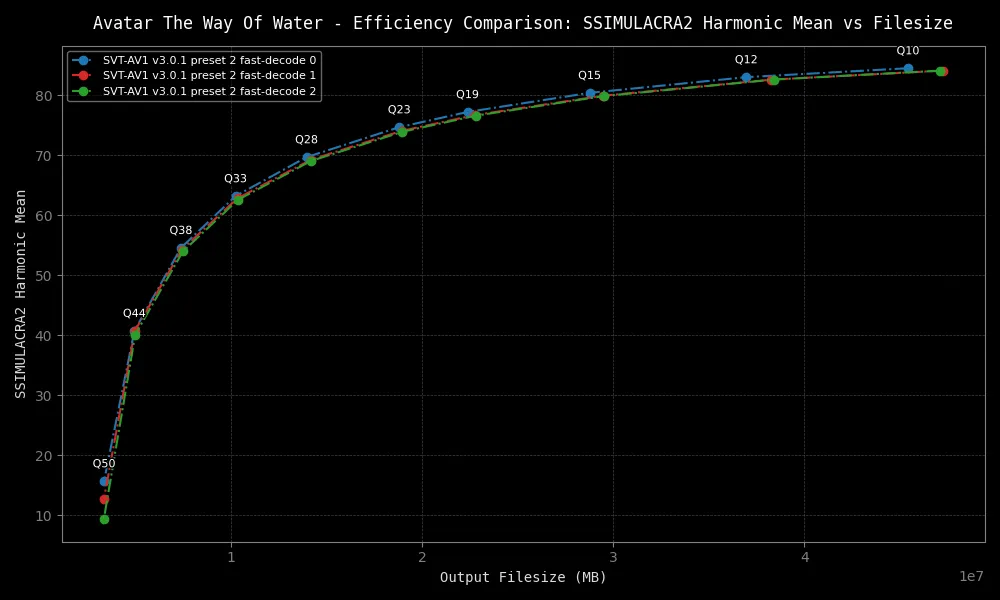 Avatar The Way Of Water - Efficiency Comparison: SSIMULACRA2 Harmonic Mean vs Filesize
SVT-AV1 v3.0.1 preset 2 fast-decode 0
SVT-AV1 v3.0.1 preset 2 fast-decode 1
SVT-AV1 v3.0.1 preset 2 fast-decode 2
Q10
Q12
Q15
Q19
Q23
Q28
Q33
Q38
Q44
Q50
80
70
60
50
40
30
20
10
SSIMULACRA2 Harmonic Mean
1
2
3
4
1e7
Output Filesize (MB)